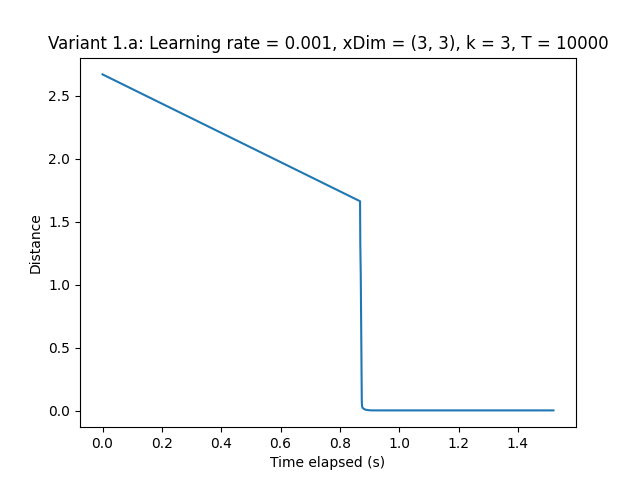 Variant 1.a: Learning rate = 0.001, xDim = (3, 3), k = 3, T = 10000
2.5
2.0
1.5
1.0
0.5
0.0
Distance
0.0 0.2 0.4 0.6 0.8 1.0 1.2 1.4
Time elapsed (s)